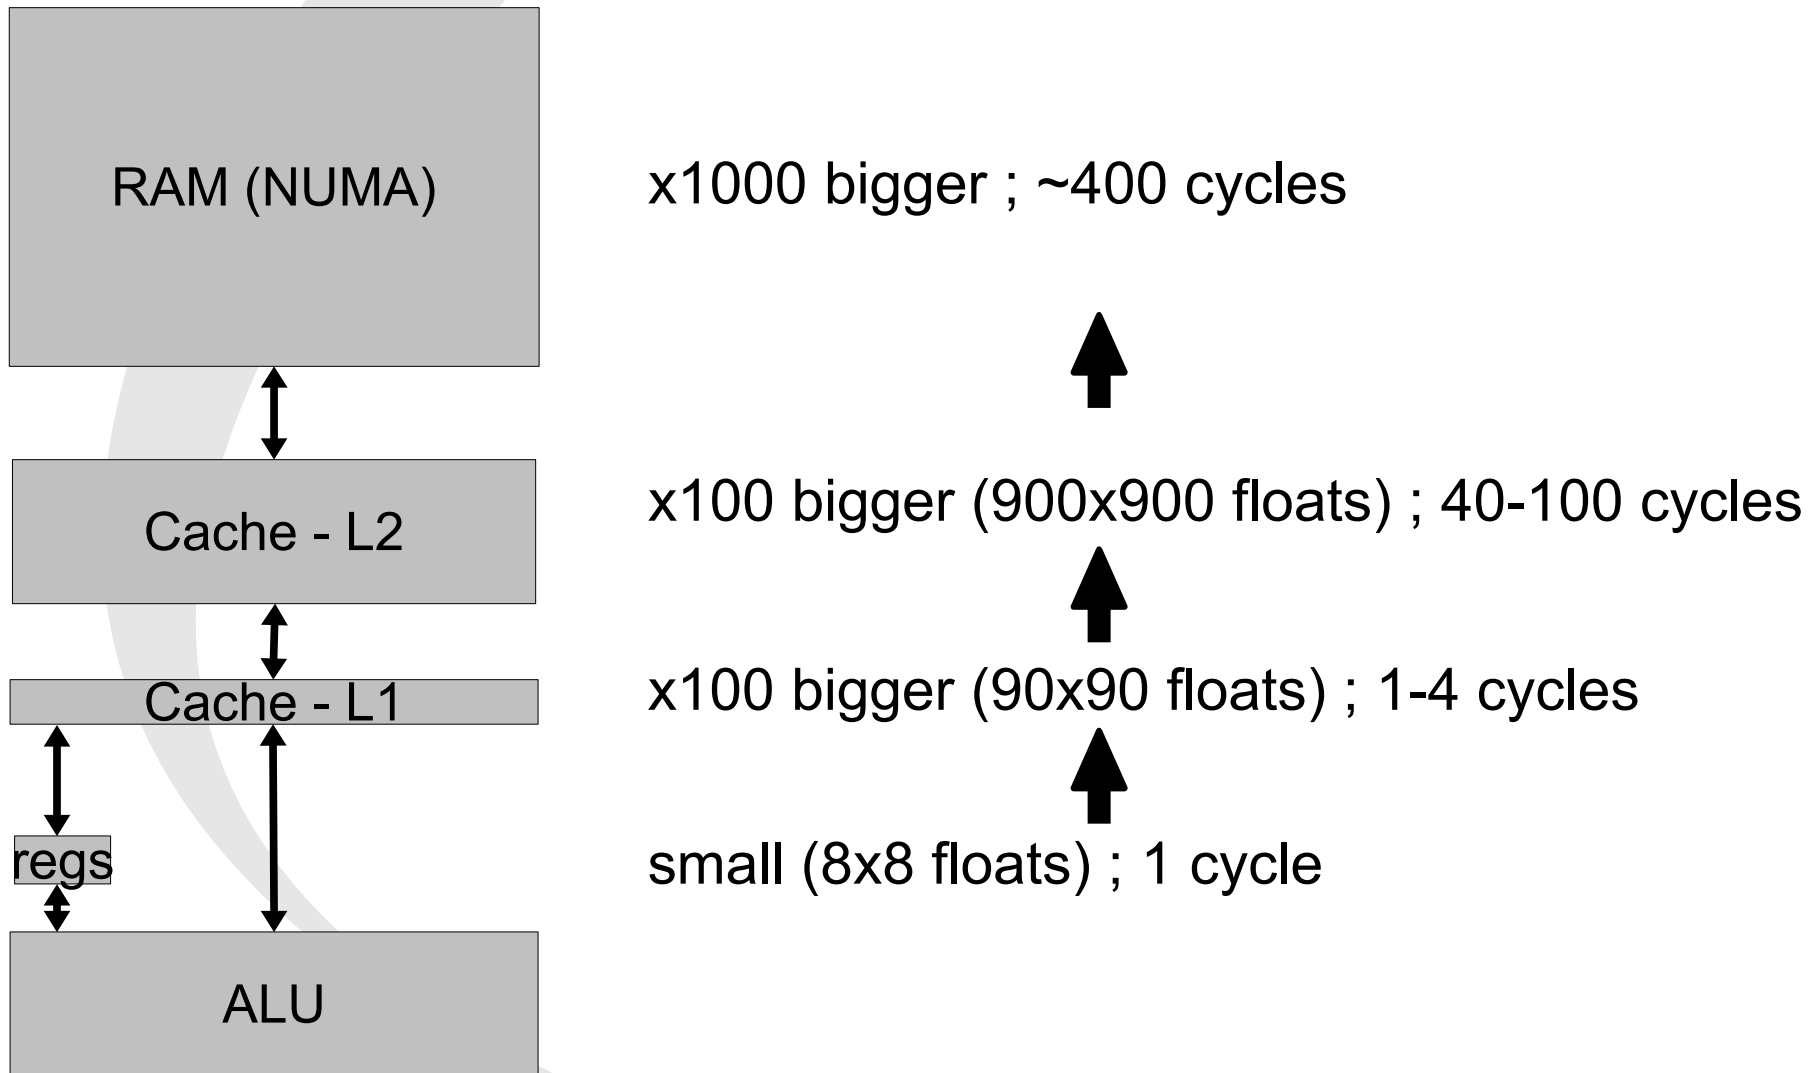 RAM (NUMA)
x1000 bigger ; ~400 cycles
Cache - L2
x100 bigger (900x900 floats) ; 40-100 cycles
Cache - L1
x100 bigger (90x90 floats) ; 1-4 cycles
regs
small (8x8 floats) ; 1 cycle
ALU